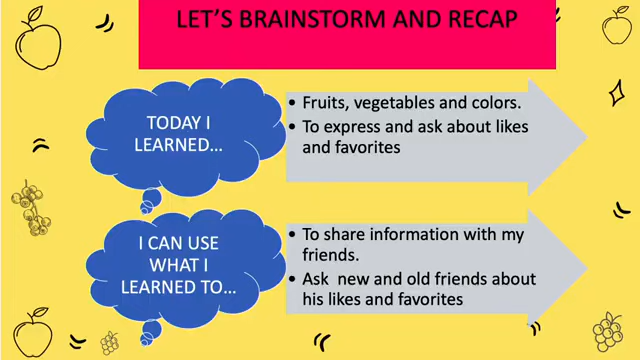 LET'S BRAINSTORM AND RECAP
TODAY I
LEARNED...
• Fruits, vegetables and colors.
• To express and ask about likes
and favorites
I CAN USE
WHAT I
LEARNED TO...
• To share information with my
friends.
• Ask new and old friends about
his likes and favorites